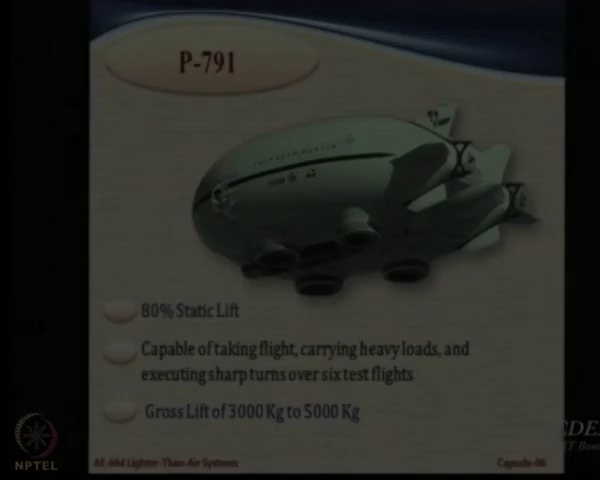 P-791
80% Static Lift
Capable of taking flight, carrying heavy loads, and
executing sharp turns over six test flights
Gross Lift of 3000 Kg to 5000 Kg
NPTEL
AE-664 Lighter-Than-Air Systems
Capsule-06